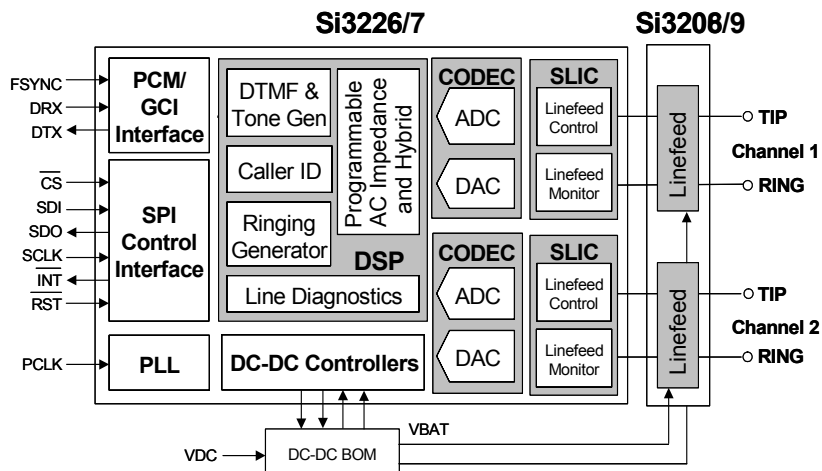 Si3226/7
Si3208/9
FSYNC
DRX
DTX
PCM/
GCI
Interface
CS
SDI
SDO
SCLK
INT
RST
SPI
Control
Interface
PCLK
PLL
DTMF &
Tone Gen
Caller ID
Ringing
Generator
Programmable
AC Impedance
and Hybrid
DSP
Line Diagnostics
DC-DC Controllers
CODEC
ADC
DAC
SLIC
Linefeed
Control
Linefeed
Monitor
CODEC
ADC
DAC
SLIC
Linefeed
Control
Linefeed
Monitor
Linefeed
TIP
Channel 1
RING
Linefeed
TIP
Channel 2
RING
VBAT
VDC
DC-DC BOM